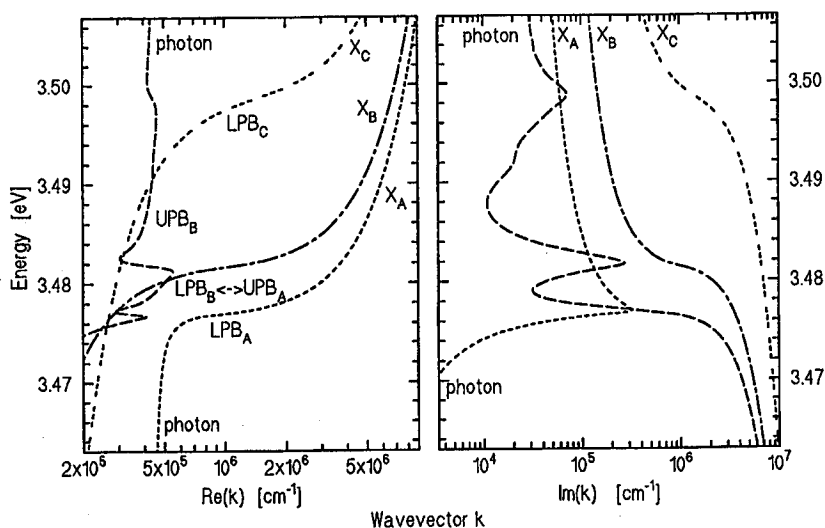 photon
X_C
3.50
LPB_C
X_B
3.49
X_A
UPB_B
Energy [eV]
3.48
LPB_B<->UPB_A
LPB_A
3.47
photon
2x10^5
5x10^5
10^6
2x10^6
5x10^6
Re(k) [cm^-1]
photon
X_A
X_B
X_C
3.50
3.49
3.48
3.47
photon
10^4
10^5
10^6
10^7
Im(k) [cm^-1]
Wavevector k